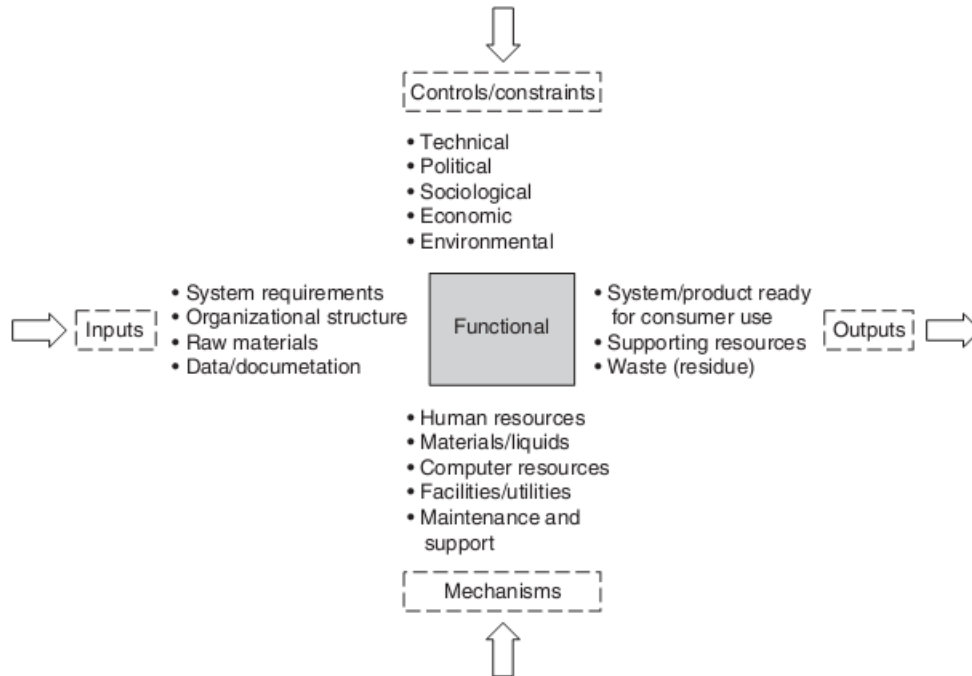 Controls/constraints
• Technical
• Political
• Sociological
• Economic
• Environmental
Inputs
• System requirements
• Organizational structure
• Raw materials
• Data/documetation
Functional
• System/product ready
for consumer use
• Supporting resources
• Waste (residue)
Outputs
• Human resources
• Materials/liquids
• Computer resources
• Facilities/utilities
• Maintenance and
support
Mechanisms